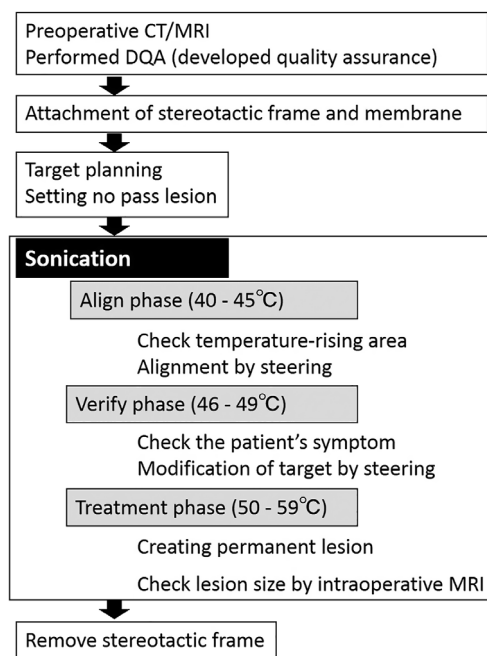 Preoperative CT/MRI
Performed DQA (developed quality assurance)
Attachment of stereotactic frame and membrane
Target planning
Setting no pass lesion
Sonication
Align phase (40 - 45℃)
Check temperature-rising area
Alignment by steering
Verify phase (46 - 49℃)
Check the patient’s symptom
Modification of target by steering
Treatment phase (50 - 59℃)
Creating permanent lesion
Check lesion size by intraoperative MRI
Remove stereotactic frame